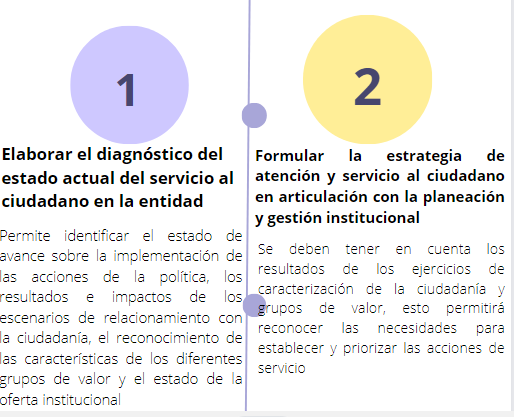 1
Elaborar el diagnóstico del
estado actual del servicio al
ciudadano en la entidad
Permite identificar el estado de
avance sobre la implementación de
las acciones de la política, los
resultados e impactos de los
escenarios de relacionamiento con
la ciudadanía, el reconocimiento de
las características de los diferentes
grupos de valor y el estado de la
oferta institucional
2
Formular la estrategia de
atención y servicio al ciudadano
en articulación con la planeación
y gestión institucional
Se deben tener en cuenta los
resultados de los ejercicios de
caracterización de la ciudadanía y
grupos de valor, esto permitirá
reconocer las necesidades para
establecer y priorizar las acciones de
servicio